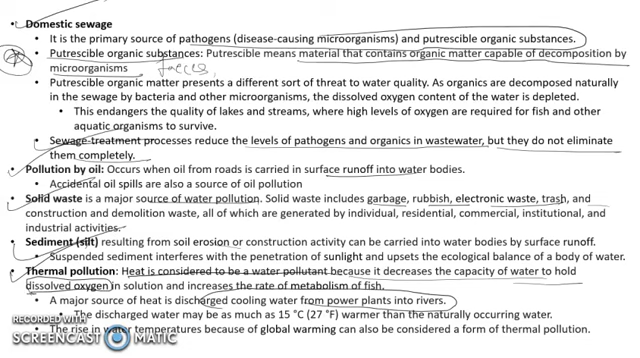 • Domestic sewage
• It is the primary source of pathogens (disease-causing microorganisms) and putrescible organic substances.
• Putrescible organic substances: Putrescible means material that contains organic matter capable of decomposition by
microorganisms faeces,
• Putrescible organic matter presents a different sort of threat to water quality. As organics are decomposed naturally
in the sewage by bacteria and other microorganisms, the dissolved oxygen content of the water is depleted.
• This endangers the quality of lakes and streams, where high levels of oxygen are required for fish and other
aquatic organisms to survive.
• Sewage-treatment processes reduce the levels of pathogens and organics in wastewater, but they do not eliminate
them completely.
• Pollution by oil: Occurs when oil from roads is carried in surface runoff into water bodies.
• Accidental oil spills are also a source of oil pollution
• Solid waste is a major source of water pollution. Solid waste includes garbage, rubbish, electronic waste, trash, and
construction and demolition waste, all of which are generated by individual, residential, commercial, institutional, and
industrial activities.
• Sediment (silt) resulting from soil erosion or construction activity can be carried into water bodies by surface runoff.
• Suspended sediment interferes with the penetration of sunlight and upsets the ecological balance of a body of water.
• Thermal pollution: Heat is considered to be a water pollutant because it decreases the capacity of water to hold
dissolved oxygen in solution and increases the rate of metabolism of fish.
• A major source of heat is discharged cooling water from power plants into rivers.
• The discharged water may be as much as 15 °C (27 °F) warmer than the naturally occurring water.
• The rise in water temperatures because of global warming can also be considered a form of thermal pollution.
RECORDED WITH
SCREENCAST MATIC